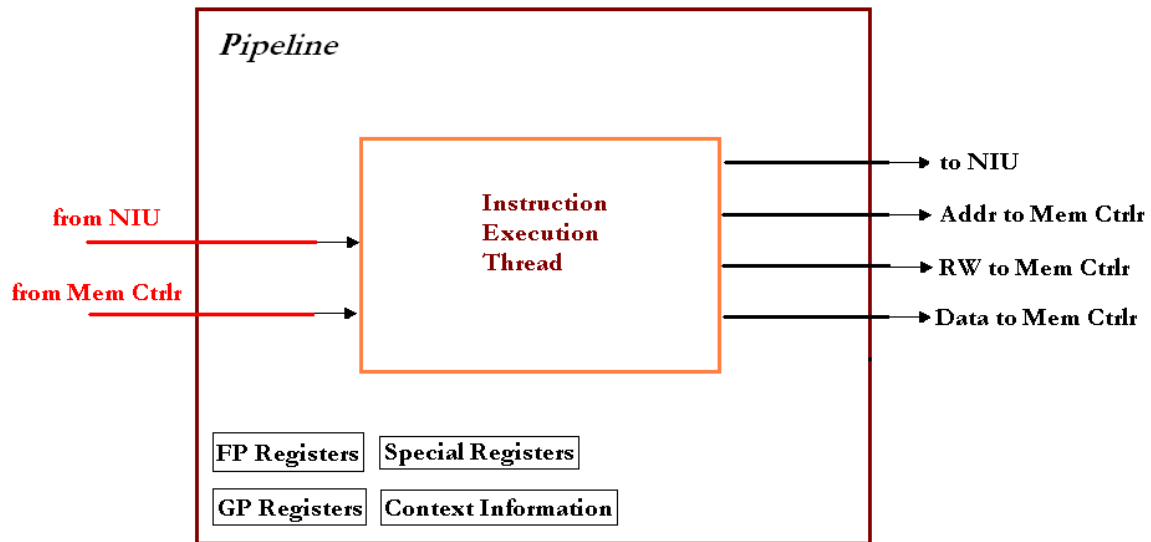 Pipeline
Instruction
Execution
Thread
from NIU
from Mem Ctrlr
to NIU
Addr to Mem Ctrlr
RW to Mem Ctrlr
Data to Mem Ctrlr
FP Registers
Special Registers
GP Registers
Context Information